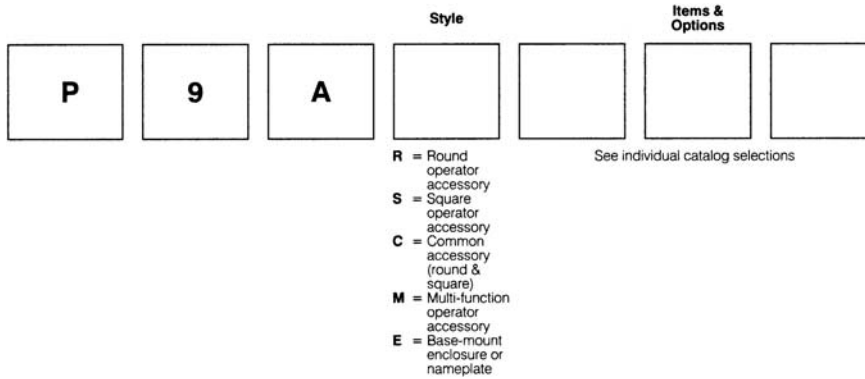 Style
Items &
Options
P 9 A
R = Round
operator
accessory
See individual catalog selections
S = Square
operator
accessory
C = Common
accessory
(round &
square)
M = Multi-function
operator
accessory
E = Base-mount
enclosure or
nameplate